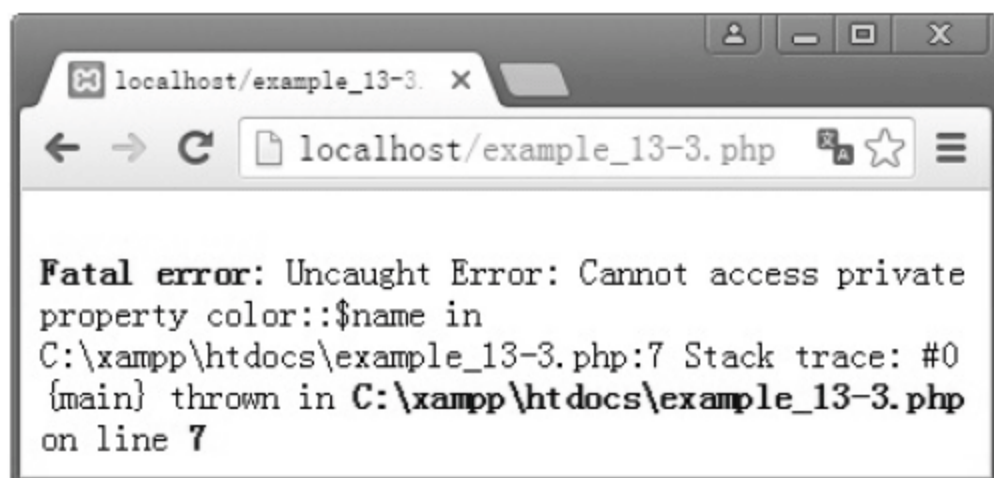 localhost/example_13-3.
localhost/example_13-3.php
Fatal error: Uncaught Error: Cannot access private
property color::$name in
C:\xampp\htdocs\example_13-3.php:7 Stack trace: #0
{main} thrown in C:\xampp\htdocs\example_13-3.php
on line 7